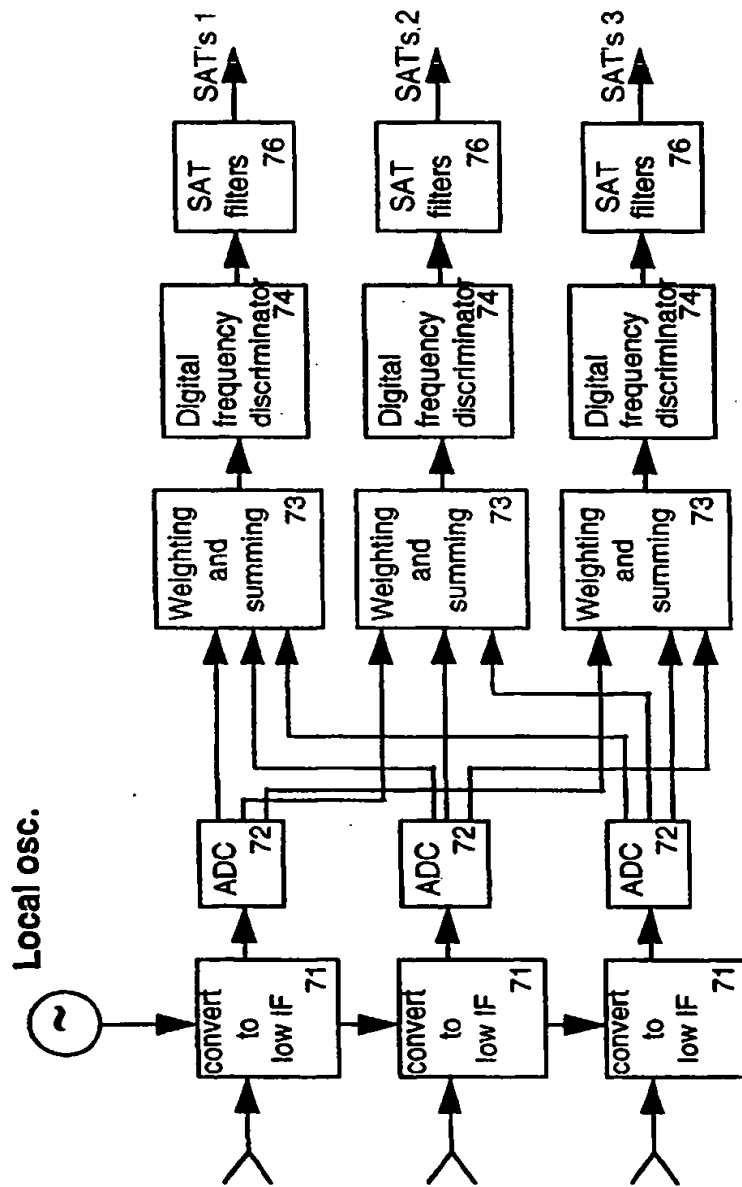 Local osc.
~
convert
to
low IF
71
ADC
72
Weighting
and
summing
73
Digital
frequency
discriminator
74
SAT
filters
76
SAT's 1
convert
to
low IF
71
ADC
72
Weighting
and
summing
73
Digital
frequency
discriminator
74
SAT
filters
76
SAT's.2
convert
to
low IF
71
ADC
72
Weighting
and
summing
73
Digital
frequency
discriminator
74
SAT
filters
76
SAT's 3